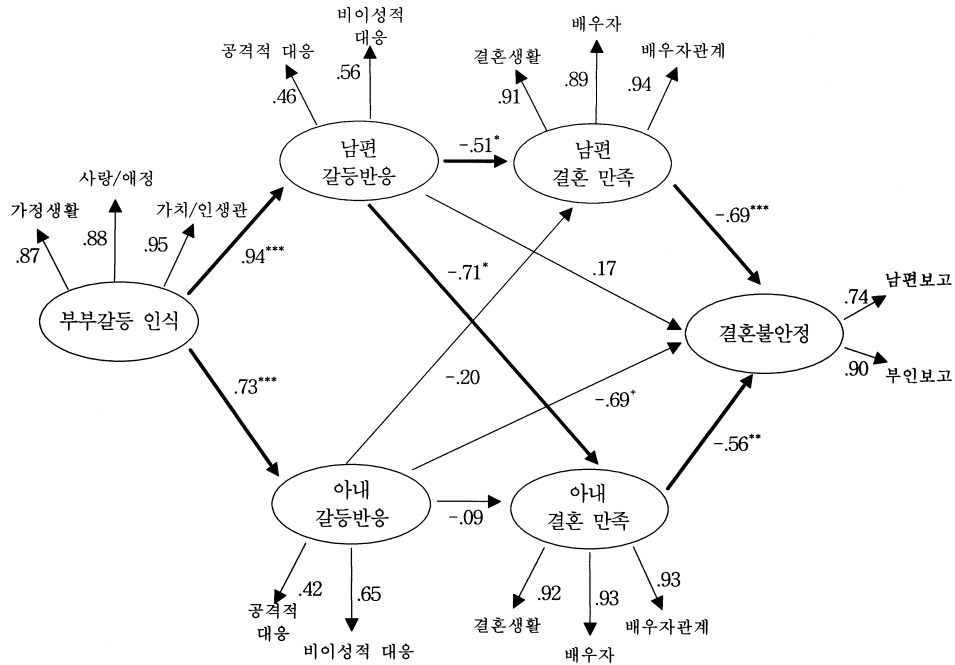 비이성적
대응
공격적 대응
.56
.46
배우자
결혼생활
배우자관계
.91
.89
.94
남편
갈등반응
-.51*
남편
결혼 만족
사랑/애정
가정생활
가치/인생관
.87
.88
.95
.94***
-.71*
.17
-.69***
부부갈등 인식
결혼불안정
.74
남편보고
.90
부인보고
.73***
-.20
-.69+
-.56**
아내
갈등반응
-.09
아내
결혼 만족
.42
.65
공격적
대응
비이성적 대응
.92
.93
.93
결혼생활
배우자
배우자관계